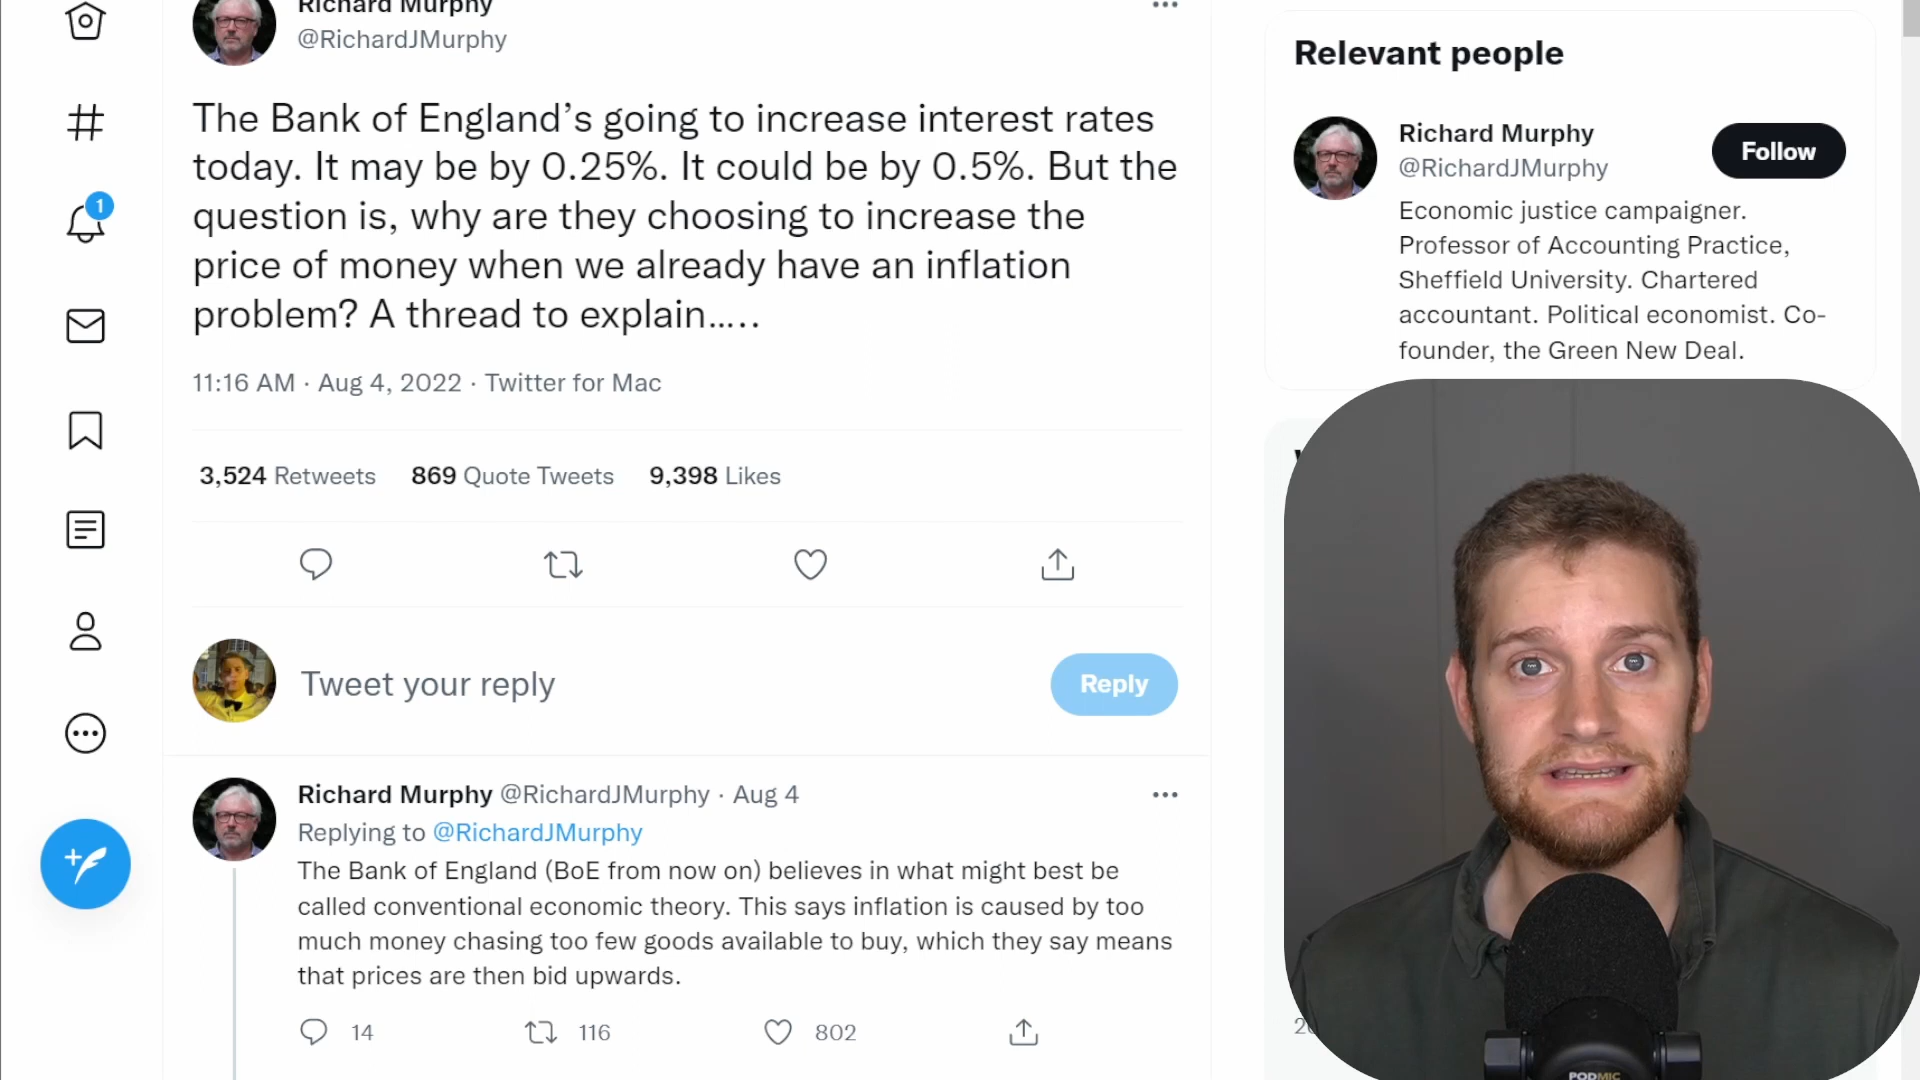 Richard Murphy
@RichardJMurphy
The Bank of England’s going to increase interest rates
today. It may be by 0.25%. It could be by 0.5%. But the
question is, why are they choosing to increase the
price of money when we already have an inflation
problem? A thread to explain…..
11:16 AM · Aug 4, 2022 · Twitter for Mac
3,524 Retweets 869 Quote Tweets 9,398 Likes
Tweet your reply
Reply
Richard Murphy @RichardJMurphy · Aug 4
Replying to @RichardJMurphy
The Bank of England (BoE from now on) believes in what might best be
called conventional economic theory. This says inflation is caused by too
much money chasing too few goods available to buy, which they say means
that prices are then bid upwards.
14 116 802
1
Relevant people
Richard Murphy
@RichardJMurphy
Follow
Economic justice campaigner.
Professor of Accounting Practice,
Sheffield University. Chartered
accountant. Political economist. Co-
founder, the Green New Deal.
PODMIC